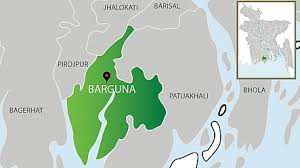 JHALOKATI
BARISAL
PIROJPUR
BARGUNA
BAGERHAT
PATUAKHALI
BHOLA